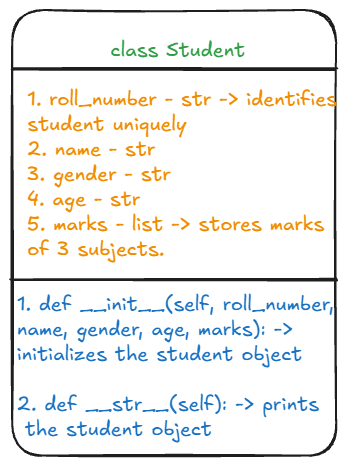 class Student
1. roll_number - str -> identifies
student uniquely
2. name - str
3. gender - str
4. age - str
5. marks - list -> stores marks
of 3 subjects.
1. def __init__(self, roll_number,
name, gender, age, marks): ->
initializes the student object
2. def __str__(self): -> prints
the student object